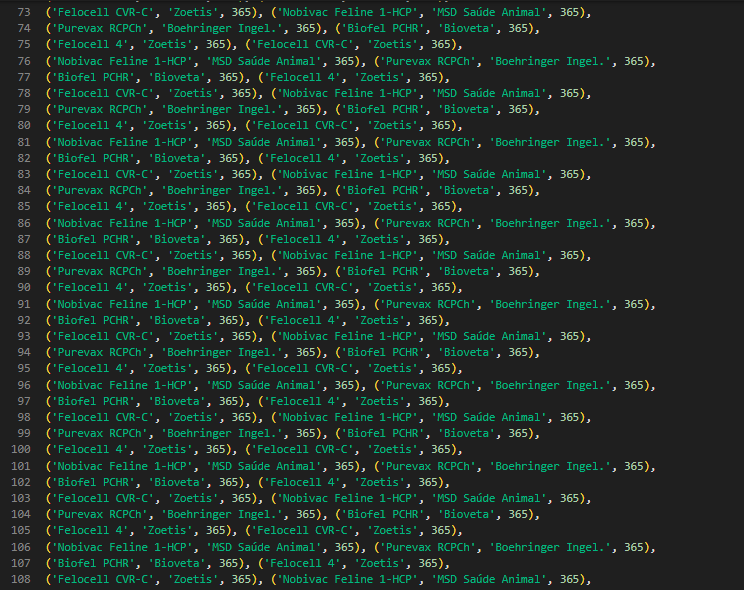 73 ('Felocell CVR-C', 'Zoetis', 365), ('Nobivac Feline 1-HCP', 'MSD Saúde Animal', 365),
74 ('Purevax RCPCh', 'Boehringer Ingel.', 365), ('Biofel PCHR', 'Bioveta', 365),
75 ('Felocell 4', 'Zoetis', 365), ('Felocell CVR-C', 'Zoetis', 365),
76 ('Nobivac Feline 1-HCP', 'MSD Saúde Animal', 365), ('Purevax RCPCh', 'Boehringer Ingel.', 365),
77 ('Biofel PCHR', 'Bioveta', 365), ('Felocell 4', 'Zoetis', 365),
78 ('Felocell CVR-C', 'Zoetis', 365), ('Nobivac Feline 1-HCP', 'MSD Saúde Animal', 365),
79 ('Purevax RCPCh', 'Boehringer Ingel.', 365), ('Biofel PCHR', 'Bioveta', 365),
80 ('Felocell 4', 'Zoetis', 365), ('Felocell CVR-C', 'Zoetis', 365),
81 ('Nobivac Feline 1-HCP', 'MSD Saúde Animal', 365), ('Purevax RCPCh', 'Boehringer Ingel.', 365),
82 ('Biofel PCHR', 'Bioveta', 365), ('Felocell 4', 'Zoetis', 365),
83 ('Felocell CVR-C', 'Zoetis', 365), ('Nobivac Feline 1-HCP', 'MSD Saúde Animal', 365),
84 ('Purevax RCPCh', 'Boehringer Ingel.', 365), ('Biofel PCHR', 'Bioveta', 365),
85 ('Felocell 4', 'Zoetis', 365), ('Felocell CVR-C', 'Zoetis', 365),
86 ('Nobivac Feline 1-HCP', 'MSD Saúde Animal', 365), ('Purevax RCPCh', 'Boehringer Ingel.', 365),
87 ('Biofel PCHR', 'Bioveta', 365), ('Felocell 4', 'Zoetis', 365),
88 ('Felocell CVR-C', 'Zoetis', 365), ('Nobivac Feline 1-HCP', 'MSD Saúde Animal', 365),
89 ('Purevax RCPCh', 'Boehringer Ingel.', 365), ('Biofel PCHR', 'Bioveta', 365),
90 ('Felocell 4', 'Zoetis', 365), ('Felocell CVR-C', 'Zoetis', 365),
91 ('Nobivac Feline 1-HCP', 'MSD Saúde Animal', 365), ('Purevax RCPCh', 'Boehringer Ingel.', 365),
92 ('Biofel PCHR', 'Bioveta', 365), ('Felocell 4', 'Zoetis', 365),
93 ('Felocell CVR-C', 'Zoetis', 365), ('Nobivac Feline 1-HCP', 'MSD Saúde Animal', 365),
94 ('Purevax RCPCh', 'Boehringer Ingel.', 365), ('Biofel PCHR', 'Bioveta', 365),
95 ('Felocell 4', 'Zoetis', 365), ('Felocell CVR-C', 'Zoetis', 365),
96 ('Nobivac Feline 1-HCP', 'MSD Saúde Animal', 365), ('Purevax RCPCh', 'Boehringer Ingel.', 365),
97 ('Biofel PCHR', 'Bioveta', 365), ('Felocell 4', 'Zoetis', 365),
98 ('Felocell CVR-C', 'Zoetis', 365), ('Nobivac Feline 1-HCP', 'MSD Saúde Animal', 365),
99 ('Purevax RCPCh', 'Boehringer Ingel.', 365), ('Biofel PCHR', 'Bioveta', 365),
100 ('Felocell 4', 'Zoetis', 365), ('Felocell CVR-C', 'Zoetis', 365),
101 ('Nobivac Feline 1-HCP', 'MSD Saúde Animal', 365), ('Purevax RCPCh', 'Boehringer Ingel.', 365),
102 ('Biofel PCHR', 'Bioveta', 365), ('Felocell 4', 'Zoetis', 365),
103 ('Felocell CVR-C', 'Zoetis', 365), ('Nobivac Feline 1-HCP', 'MSD Saúde Animal', 365),
104 ('Purevax RCPCh', 'Boehringer Ingel.', 365), ('Biofel PCHR', 'Bioveta', 365),
105 ('Felocell 4', 'Zoetis', 365), ('Felocell CVR-C', 'Zoetis', 365),
106 ('Nobivac Feline 1-HCP', 'MSD Saúde Animal', 365), ('Purevax RCPCh', 'Boehringer Ingel.', 365),
107 ('Biofel PCHR', 'Bioveta', 365), ('Felocell 4', 'Zoetis', 365),
108 ('Felocell CVR-C', 'Zoetis', 365), ('Nobivac Feline 1-HCP', 'MSD Saúde Animal', 365),